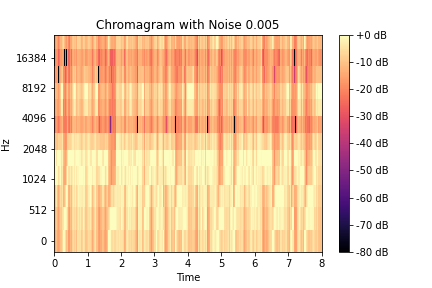 Chromagram with Noise 0.005
Hz
16384
8192
4096
2048
1024
512
0
0 1 2 3 4 5 6 7 8
Time
+0 dB
-10 dB
-20 dB
-30 dB
-40 dB
-50 dB
-60 dB
-70 dB
-80 dB